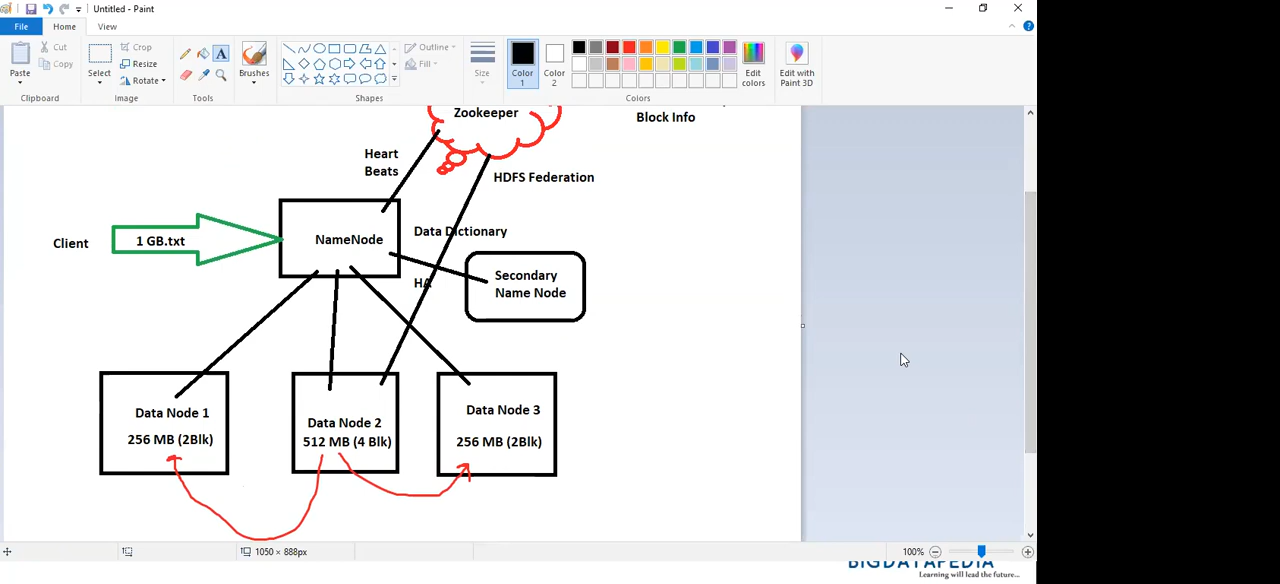 Untitled - Paint
File
Home
View
Paste
Cut
Copy
Clipboard
Select
Crop
Resize
Rotate
Image
A
Tools
Brushes
Shapes
Outline
Fill
Size
Color
1
Color
2
Edit
colors
Colors
Edit with
Paint 3D
Zookeeper
Block Info
Heart
Beats
HDFS Federation
Client
1 GB.txt
NameNode
Data Dictionary
HA
Secondary
Name Node
Data Node 1
256 MB (2Blk)
Data Node 2
512 MB (4 Blk)
Data Node 3
256 MB (2Blk)
1050 × 888px
100%
BIGDATAPEDIA
Learning will lead the future...